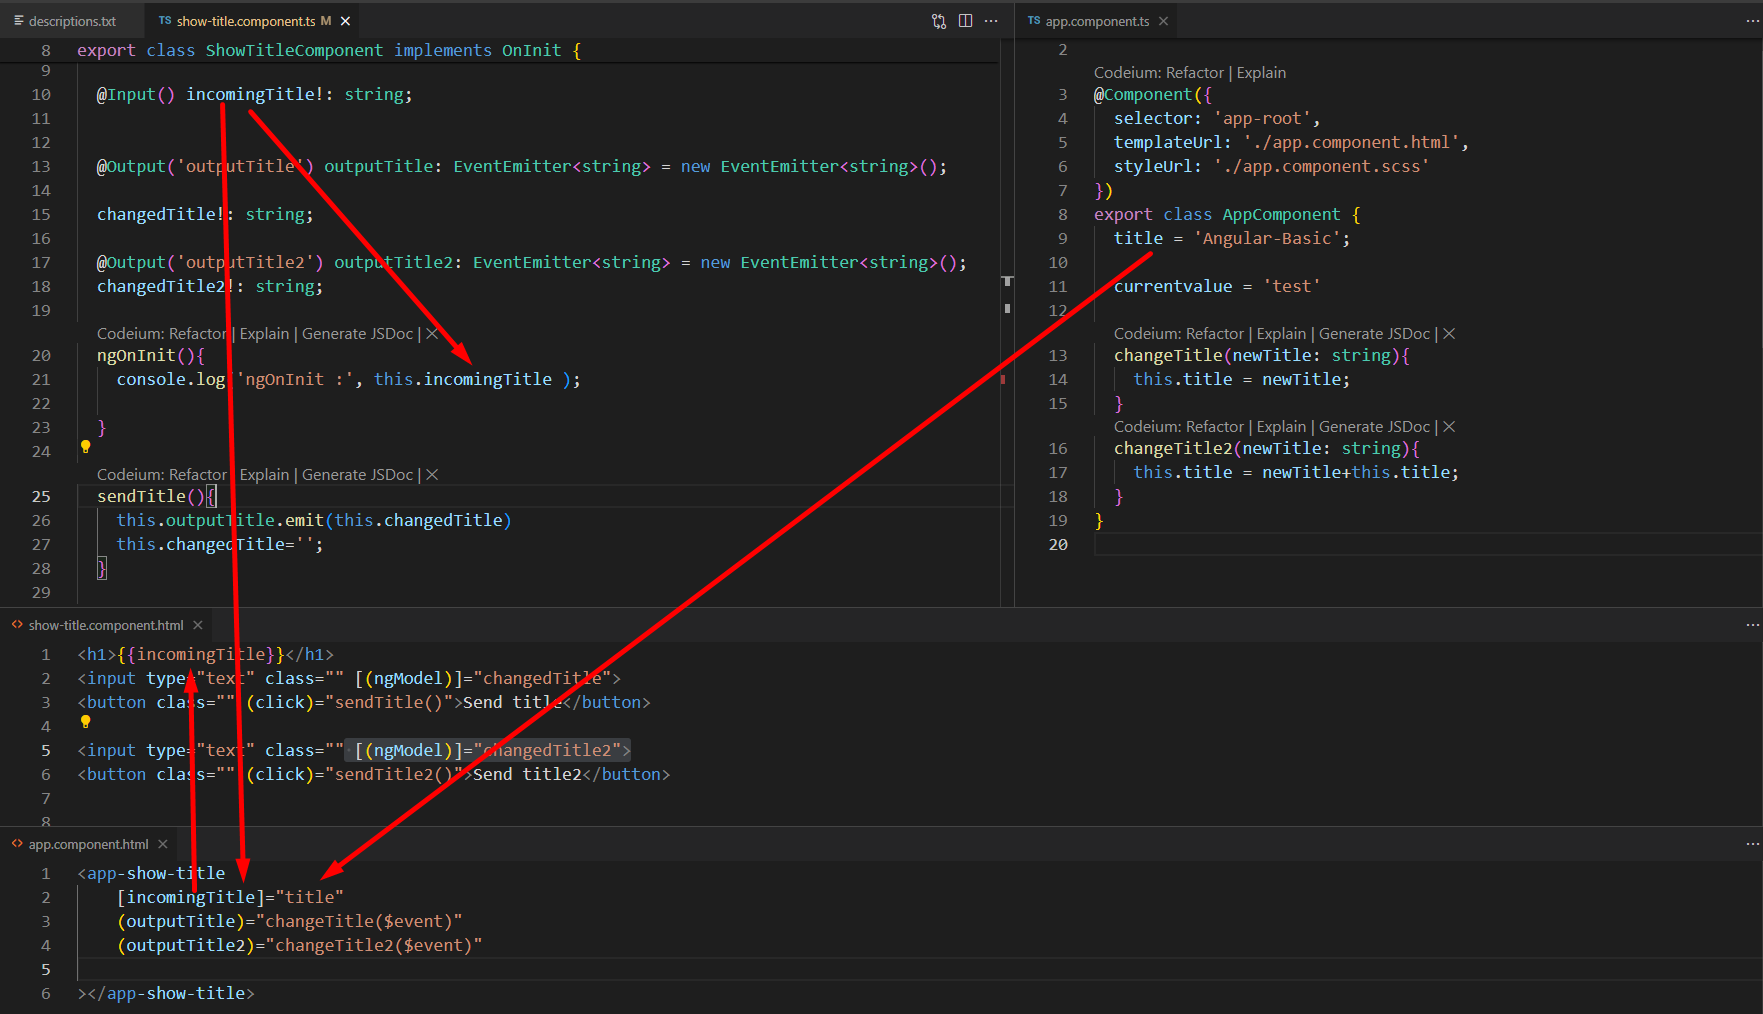 descriptions.txt
TS show-title.component.ts M
8 export class ShowTitleComponent implements OnInit {
9
10 @Input() incomingTitle!: string;
11
12
13 @Output('outputTitle') outputTitle: EventEmitter<string> = new EventEmitter<string>();
14
15 changedTitle!: string;
16
17 @Output('outputTitle2') outputTitle2: EventEmitter<string> = new EventEmitter<string>();
18 changedTitle2!: string;
19
Codeium: Refactor | Explain | Generate JSDoc | ×
20 ngOnInit(){
21 console.log('ngOnInit :', this.incomingTitle );
22
23 }
24
Codeium: Refactor | Explain | Generate JSDoc | ×
25 sendTitle(){
26 this.outputTitle.emit(this.changedTitle)
27 this.changedTitle='';
28 }
29
TS app.component.ts
2
Codeium: Refactor | Explain
3 @Component({
4 selector: 'app-root',
5 templateUrl: './app.component.html',
6 styleUrl: './app.component.scss'
7 })
8 export class AppComponent {
9 title = 'Angular-Basic';
10
11 currentvalue = 'test'
12
Codeium: Refactor | Explain | Generate JSDoc | ×
13 changeTitle(newTitle: string){
14 this.title = newTitle;
15 }
Codeium: Refactor | Explain | Generate JSDoc | ×
16 changeTitle2(newTitle: string){
17 this.title = newTitle+this.title;
18 }
19 }
20
<> show-title.component.html
1 <h1>{{incomingTitle}}</h1>
2 <input type="text" class="" [(ngModel)]="changedTitle">
3 <button class="" (click)="sendTitle()">Send title</button>
4
5 <input type="text" class="" [(ngModel)]="changedTitle2">
6 <button class="" (click)="sendTitle2()">Send title2</button>
7
8
<> app.component.html
1 <app-show-title
2 [incomingTitle]="title"
3 (outputTitle)="changeTitle($event)"
4 (outputTitle2)="changeTitle2($event)"
5
6 ></app-show-title>